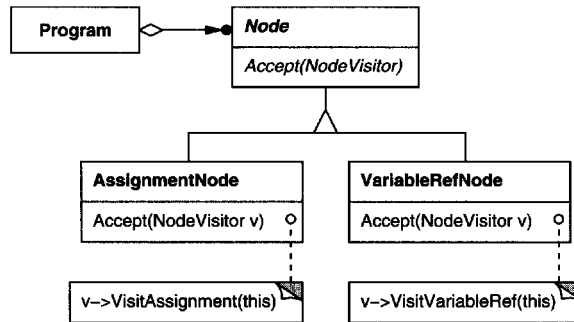 Program
Node
Accept(NodeVisitor)
AssignmentNode
Accept(NodeVisitor v)
v->VisitAssignment(this)
VariableRefNode
Accept(NodeVisitor v)
v->VisitVariableRef(this)